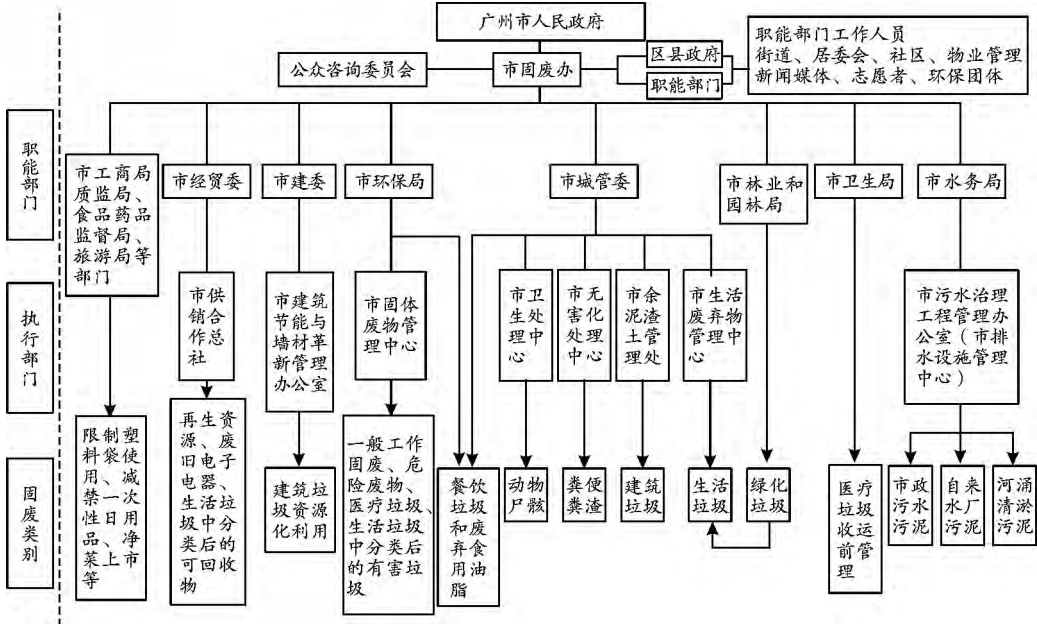 广州市人民政府
公众咨询委员会
市固废办
区县政府
职能部门
职能部门工作人员
街道、居委会、社区、物业管理
新闻媒体、志愿者、环保团体
职能部门
市工商局
质监局、
食品药品
监督局、
旅游局等
部门
市经贸委
市建委
市环保局
市城管委
市林业和
园林局
市卫生局
市水务局
执行部门
市供
销合
作总
社
市建筑
节能与
墙材革
新管理
办公室
市固体
废物管
理中心
市卫
生处
理中
心
市无
害化
处理
中心
市余
泥渣
土管
理处
市生活
废弃物
管理中
心
市污水治理
工程管理办
公室（市排
水设施管理
中心）
固废类别
限制塑
料袋使
用、减
禁一次
性日用
品、净
菜上市
等
再生资
源、废
旧电子
电器、
生活垃
圾中分
类后的
可回收
物
建筑垃
圾资源
化利用
一般工作
固废、危
险废物、
医疗垃圾、
生活垃圾
中分类后
的有害垃
圾
餐饮
垃圾
和废
弃食
用油
脂
动物
尸骸
粪便
粪渣
建筑
垃圾
生活
垃圾
绿化
垃圾
医疗
垃圾
收运
前管
理
市政
污水
污泥
自来
水厂
污泥
河涌
清淤
污泥